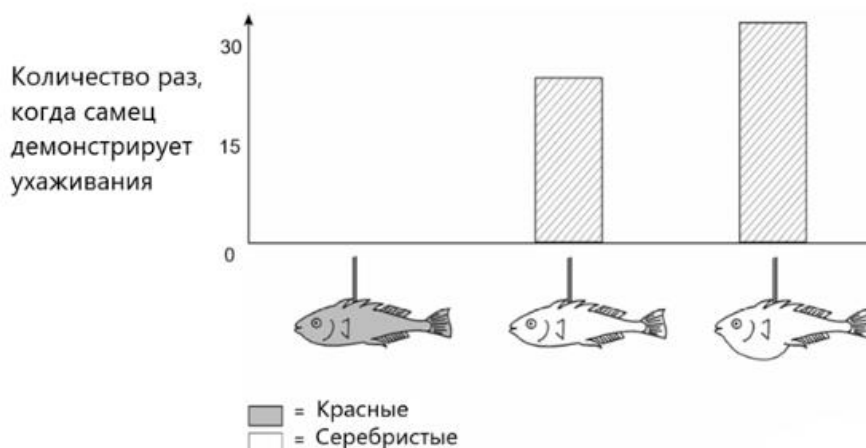 30
Количество раз,
когда самец
демонстрирует
ухаживания
15
0
= Красные
= Серебристые